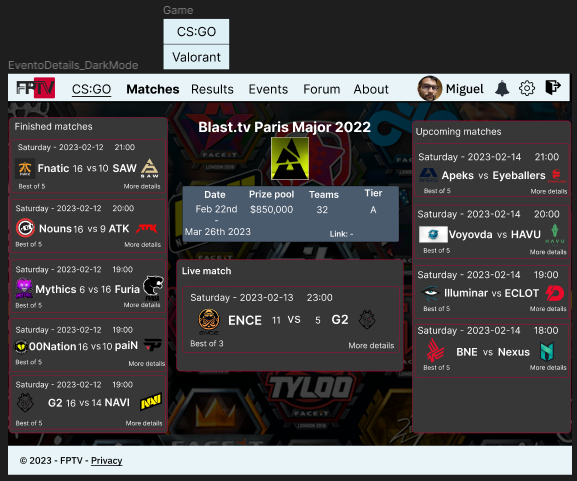 Game
CS:GO
Valorant
EventoDetails_DarkMode
FPTV CS:GO Matches Results Events Forum About Miguel
Finished matches
Saturday - 2023-02-12 21:00
Fnatic 16 vs 10 SAW
Best of 5 More details
Saturday - 2023-02-12 20:00
Nouns 16 vs 9 ATK
Best of 5 More details
Saturday - 2023-02-12 19:00
Mythics 6 vs 16 Furia
Best of 5 More details
Saturday - 2023-02-12 19:00
00Nation 16 vs 10 paiN
Best of 5 More details
Saturday - 2023-02-12 19:00
G2 16 vs 14 NAVI
Best of 5 More details
Blast.tv Paris Major 2022
Date Prize pool Teams Tier
Feb 22nd $850,000 32 A
-
Mar 26th 2023 Link: -
Live match
Saturday - 2023-02-13 23:00
ENCE 11 vs 5 G2
Best of 3 More details
Upcoming matches
Saturday - 2023-02-14 21:00
Apeks vs Eyeballers
Best of 5 More details
Saturday - 2023-02-14 20:00
Voyovda vs HAVU
Best of 5 More details
Saturday - 2023-02-14 19:00
Illuminar vs ECLOT
Best of 5 More details
Saturday - 2023-02-14 18:00
BNE vs Nexus
Best of 5 More details
© 2023 - FPTV - Privacy